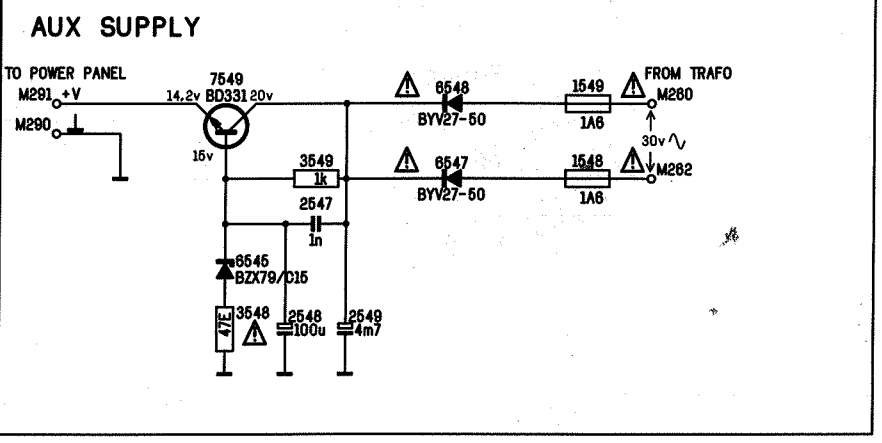 AUX SUPPLY
TO POWER PANEL
7549
6548
1549
FROM TRAFO
M291 +V
14,2v BD331 20v
M260
BYV27-50
1A6
M290
30v
15v
3549
6547
1548
1k
M262
2547
BYV27-50
1A6
1n
6545
BZX79/C15
3548
47E
2548
100u
2549
4m7